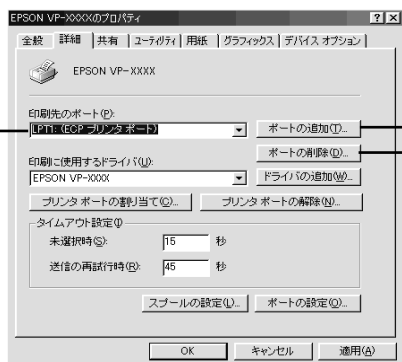 EPSON VP-XXXXのプロパティ
全般 詳細 共有 ユーティリティ 用紙 グラフィックス デバイス オプション
EPSON VP-XXXX
印刷先のポート(P):
LPT1: (ECP プリンタ ポート) ポートの追加(T)...
ポートの削除(D)...
印刷に使用するドライバ(U):
EPSON VP-XXXX ドライバの追加(W)...
プリンタ ポートの割り当て(C)... プリンタ ポートの解除(N)...
タイムアウト設定(I)
未選択時(S): 15 秒
送信の再試行時(R): 45 秒
スプールの設定(L)... ポートの設定(O)...
OK キャンセル 適用(A)